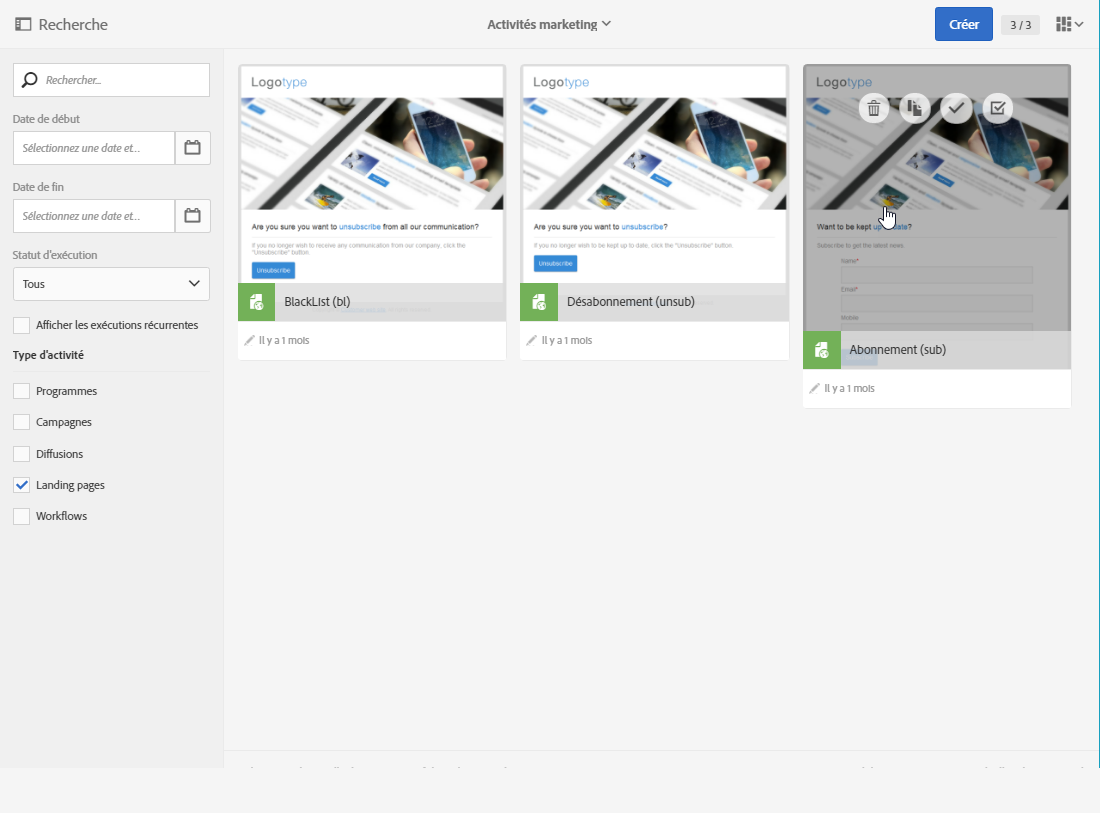 Recherche
Activités marketing
Créer
3 / 3
Rechercher...
Date de début
Sélectionnez une date et...
Date de fin
Sélectionnez une date et...
Statut d'exécution
Tous
Afficher les exécutions récurrentes
Type d'activité
Programmes
Campagnes
Diffusions
Landing pages
Workflows
Logotype
Are you sure you want to unsubscribe from all our communication?
If you no longer wish to receive any communication from our company, click the
"Unsubscribe" button.
Unsubscribe
BlackList (bl)
Il y a 1 mois
Logotype
Are you sure you want to unsubscribe?
If you no longer wish to be kept up to date, click the "Unsubscribe" button.
Unsubscribe
Désabonnement (unsub)
Il y a 1 mois
Logotype
Want to be kept up
Subscribe to get the latest news.
Name*
Email*
Mobile
Abonnement (sub)
Il y a 1 mois